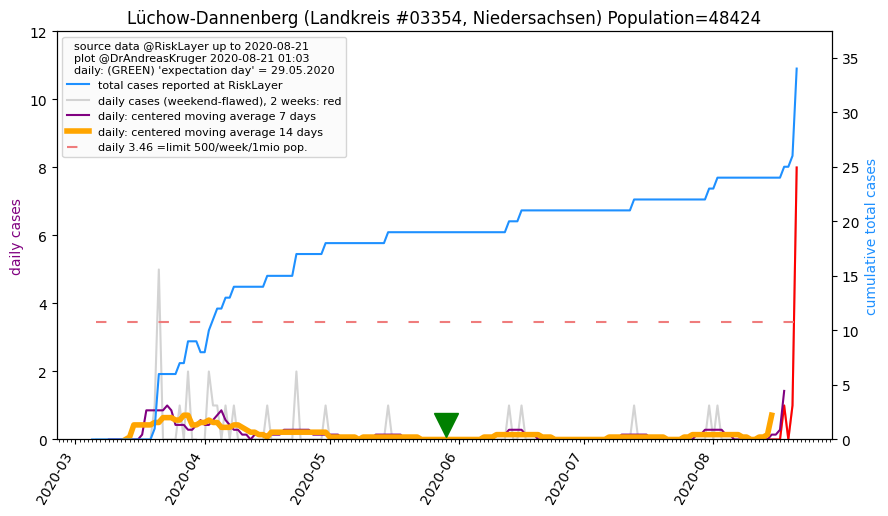 Lüchow-Dannenberg (Landkreis #03354, Niedersachsen) Population=48424
source data @RiskLayer up to 2020-08-21
plot @DrAndreasKruger 2020-08-21 01:03
daily: (GREEN) 'expectation day' = 29.05.2020
total cases reported at RiskLayer
daily cases (weekend-flawed), 2 weeks: red
daily: centered moving average 7 days
daily: centered moving average 14 days
daily 3.46 =limit 500/week/1mio pop.
daily cases
12
10
8
6
4
2
0
cumulative total cases
35
30
25
20
15
10
5
0
2020-03
2020-04
2020-05
2020-06
2020-07
2020-08